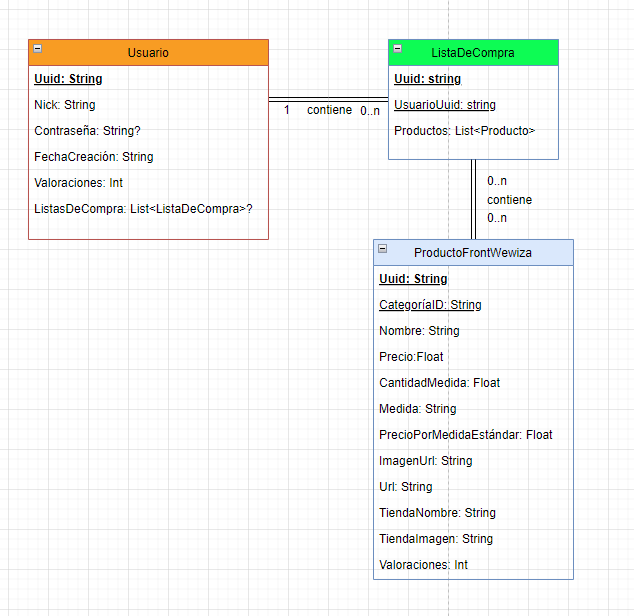 Usuario
Uuid: String
Nick: String
Contraseña: String?
FechaCreación: String
Valoraciones: Int
ListasDeCompra: List<ListaDeCompra>?
1
contiene
0..n
ListaDeCompra
Uuid: string
UsuarioUuid: string
Productos: List<Producto>
0..n
contiene
0..n
ProductoFrontWewiza
Uuid: String
CategoríaID: String
Nombre: String
Precio:Float
CantidadMedida: Float
Medida: String
PrecioPorMedidaEstándar: Float
ImagenUrl: String
Url: String
TiendaNombre: String
TiendaImagen: String
Valoraciones: Int